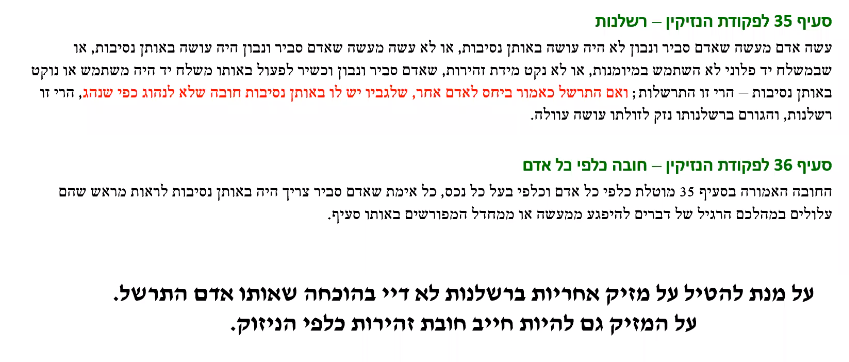 סעיף 35 לפקודת הנזיקין – רשלנות
עשה אדם מעשה שאדם סביר ונבון לא היה עושה באותן נסיבות, או לא עשה מעשה שאדם סביר ונבון היה עושה באותן נסיבות, או
שבמשלח יד פלוני לא השתמש במיומנות, או לא נקט מידת זהירות, שאדם סביר ונבון וכשיר לפעול באותו משלח יד היה משתמש או נוקט
באותן נסיבות – הרי זו התרשלות; ואם התרשל כאמור ביחס לאדם אחר, שלגביו יש לו באותן נסיבות חובה שלא לנהוג כפי שנהג, הרי זו
רשלנות, והגורם ברשלנותו נזק לזולתו עושה עוולה.
סעיף 36 לפקודת הנזיקין – חובה כלפי כל אדם
החובה האמורה בסעיף 35 מוטלת כלפי כל אדם וכלפי בעל כל נכס, כל אימת שאדם סביר צריך היה באותן נסיבות לראות מראש שהם
עלולים במהלכם הרגיל של דברים להיפגע ממעשה או ממחדל המפורשים באותו סעיף.
על מנת להטיל על מזיק אחריות ברשלנות לא דיי בהוכחה שאותו אדם התרשל.
על המזיק גם להיות חייב חובת זהירות כלפי הניזוק.